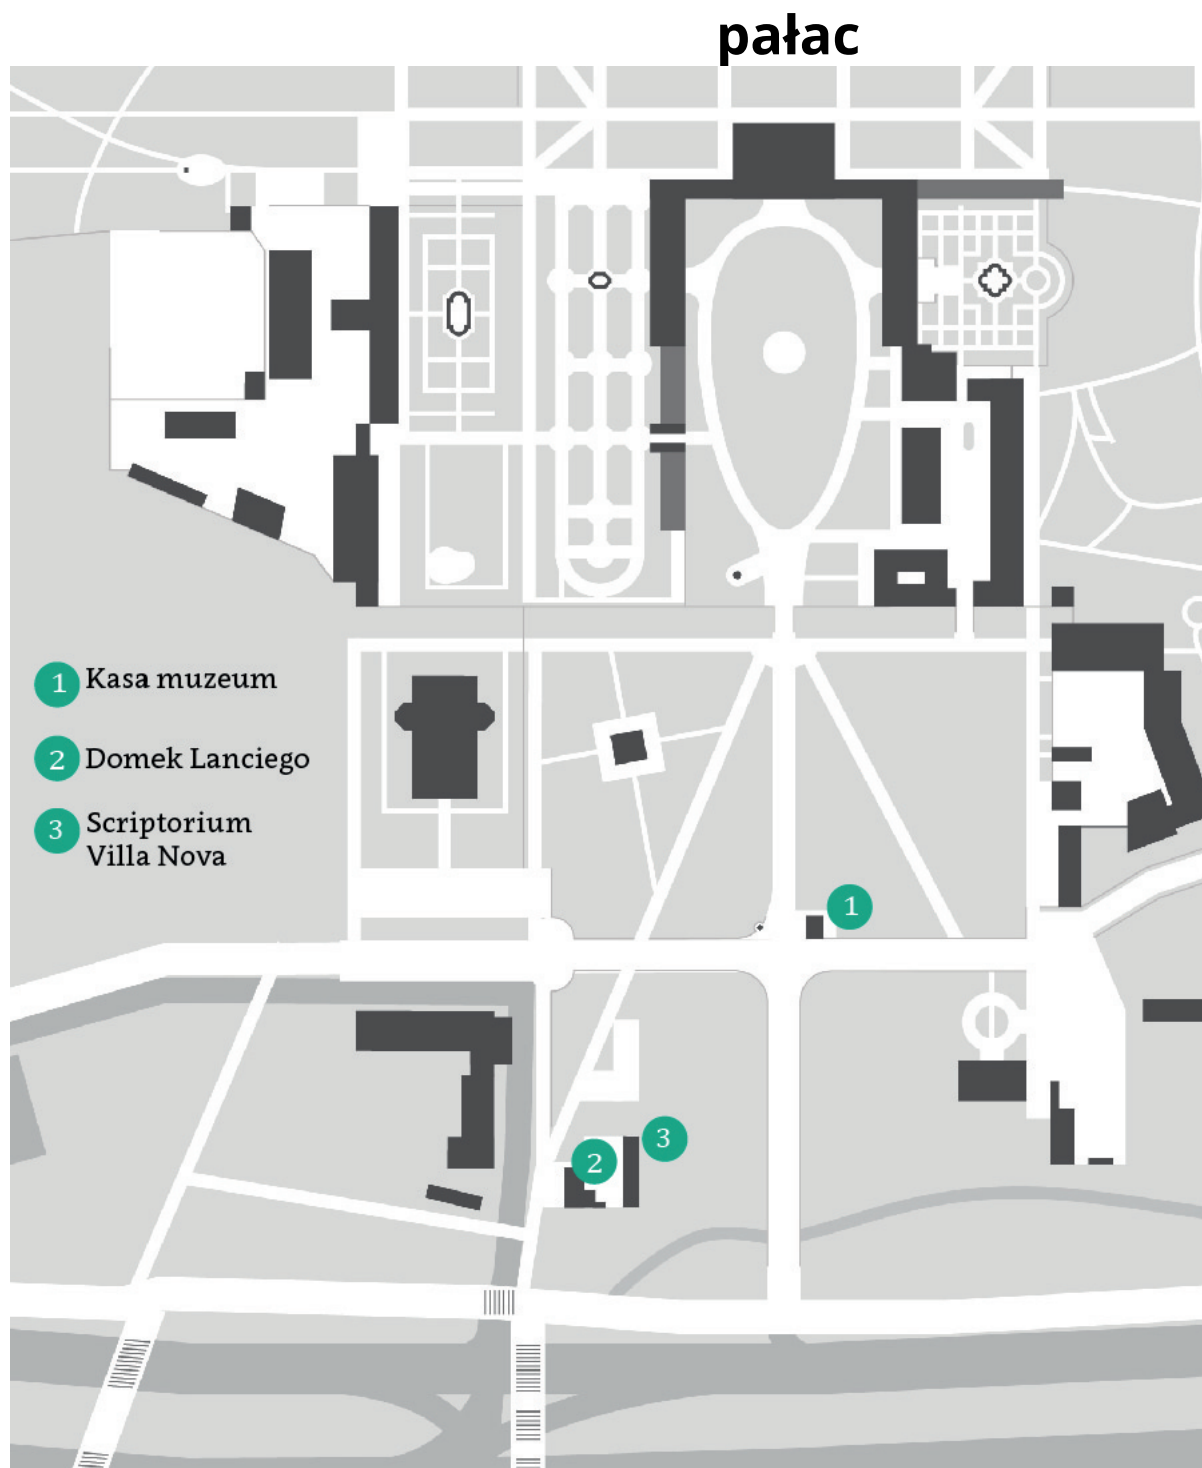 pałac
1 Kasa muzeum
2 Domek Lanciego
3 Scriptorium
Villa Nova
1
3
2